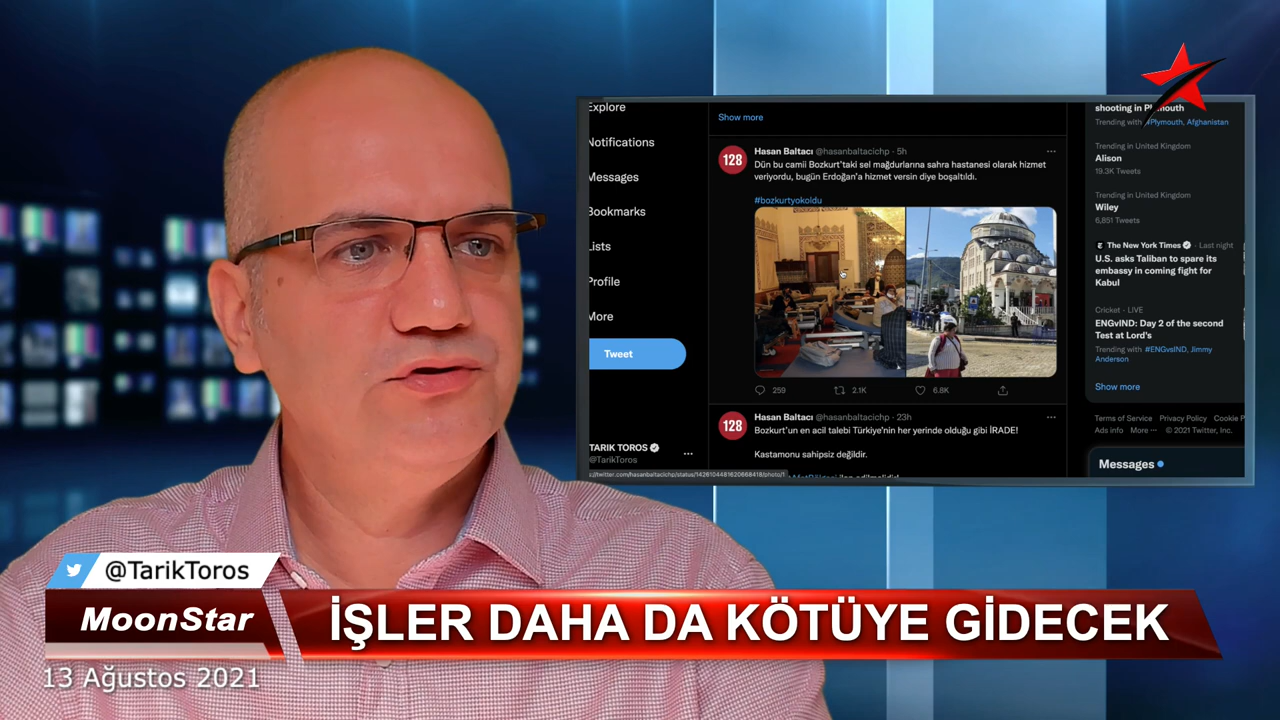 Explore
Notifications
Messages
Bookmarks
Lists
Profile
More
Tweet
TARIK TOROS
@TarikToros
Show more
128
Hasan Baltacı @hasanbaltacichp · 5h
Dün bu camii Bozkurt'taki sel mağdurlarına sahra hastanesi olarak hizmet
veriyordu, bugün Erdoğan'a hizmet versin diye boşaltıldı.
#bozkurtyokoldu
259 2.1K 6.8K
128
Hasan Baltacı @hasanbaltacichp · 23h
Bozkurt'un en acil talebi Türkiye'nin her yerinde olduğu gibi İRADE!
Kastamonu sahipsiz değildir.
shooting in Plymouth
Trending with #Plymouth, Afghanistan
Trending in United Kingdom
Alison
19.3K Tweets
Trending in United Kingdom
Wiley
6,851 Tweets
The New York Times · Last night
U.S. asks Taliban to spare its
embassy in coming fight for
Kabul
Cricket · LIVE
ENGvIND: Day 2 of the second
Test at Lord's
Trending with #ENGvsIND, Jimmy
Anderson
Show more
Terms of Service Privacy Policy Cookie P
Ads info More ··· © 2021 Twitter, Inc.
Messages
@TarikToros
MoonStar
İŞLER DAHA DA KÖTÜYE GİDECEK
13 Ağustos 2021